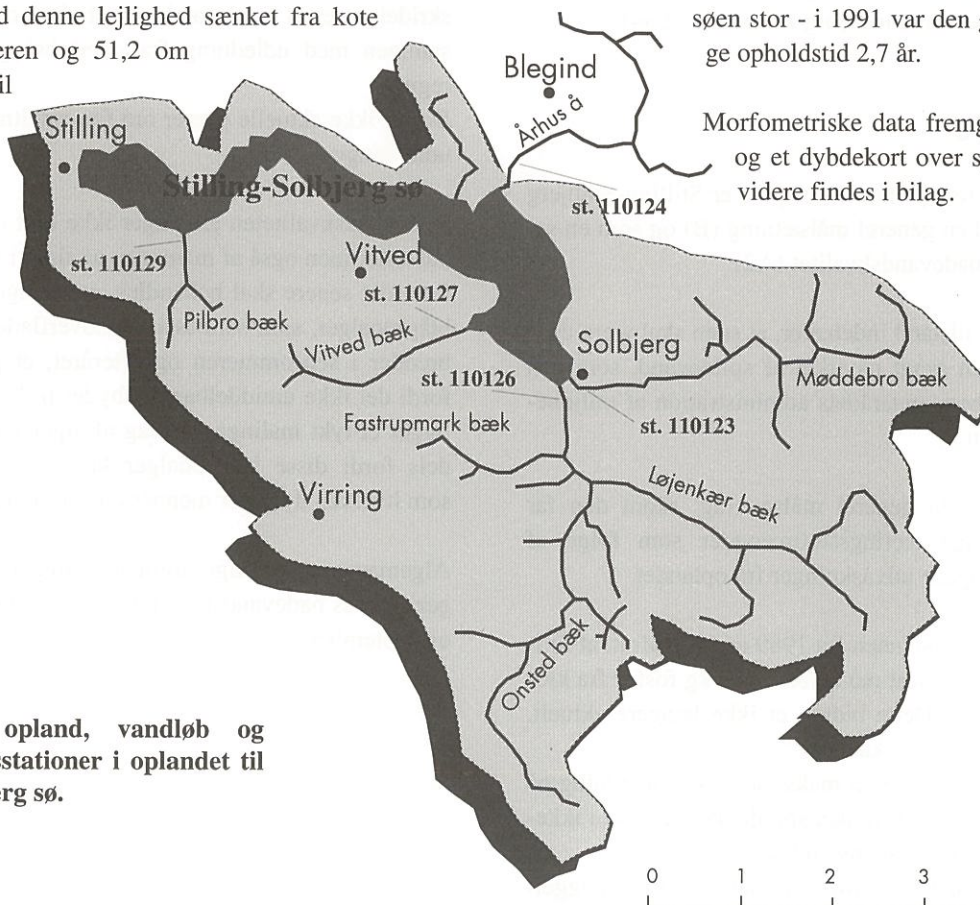 d denne lejlighed sænket fra kote
eren og 51,2 om
il
søen stor - i 1991 var den
ge opholdstid 2,7 år.
Morfometriske data fremg
og et dybdekort over s
videre findes i bilag.
Blegind
Århus å
Stilling
Stilling-Solbjerg sø
st. 110124
Vitved
st. 110129
st. 110127
Pilbro bæk
Vitved bæk
Solbjerg
st. 110126
Møddebro bæk
Fastrupmark bæk
st. 110123
Løjenkær bæk
Virring
Onsted bæk
opland, vandløb og
sstationer i oplandet til
erg sø.
0 1 2 3